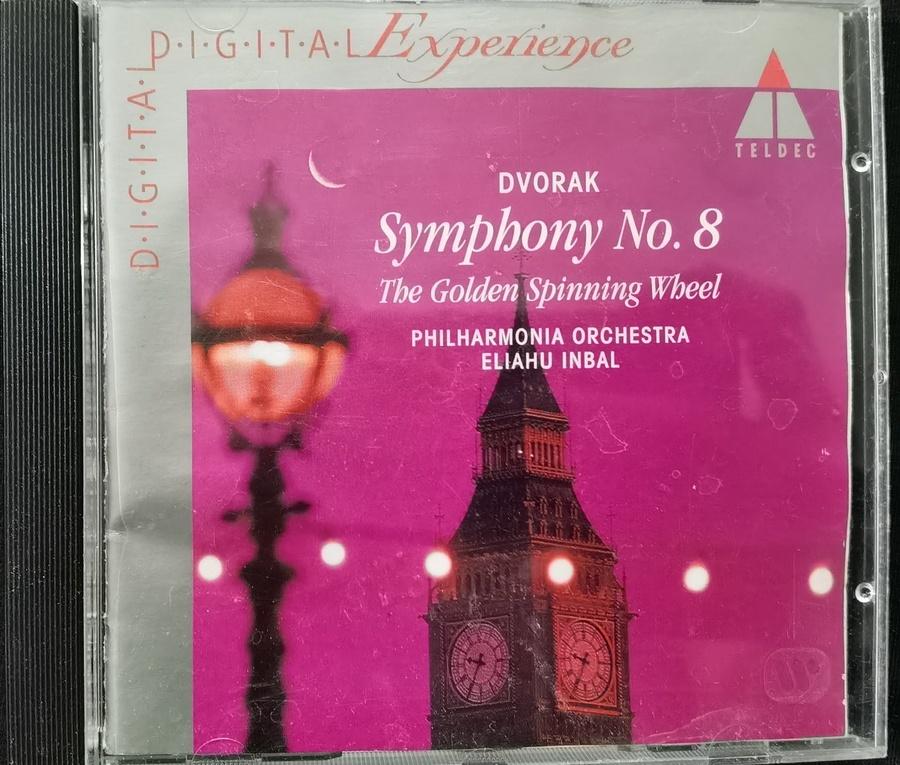 D·I·G·I·T·A·L Experience
D·I·G·I·T·A·L
TELDEC
DVORAK
Symphony No. 8
The Golden Spinning Wheel
PHILHARMONIA ORCHESTRA
ELIAHU INBAL